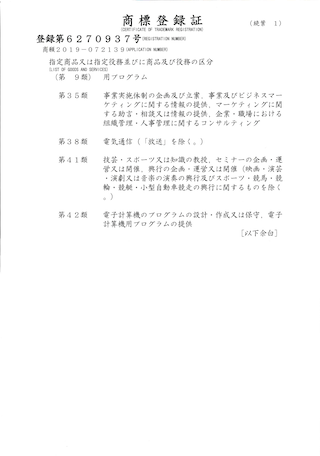 商標登録証
(CERTIFICATE OF TRADEMARK REGISTRATION)
(続葉 1)
登録第6270937号(REGISTRATION NUMBER)
商願2019-072139(APPLICATION NUMBER)
指定商品又は指定役務並びに商品及び役務の区分
(LIST OF GOODS AND SERVICES)
(第 9類) 用プログラム
第35類 事業実施体制の企画及び立案,事業及びビジネスマー
ケティングに関する情報の提供,マーケティングに関
する助言・相談又は情報の提供,企業・職場における
組織管理・人事管理に関するコンサルティング
第38類 電気通信(「放送」を除く。)
第41類 技芸・スポーツ又は知識の教授,セミナーの企画・運
営又は開催,興行の企画・運営又は開催(映画・演芸
・演劇又は音楽の演奏の興行及びスポーツ・競馬・競
輪・競艇・小型自動車競走の興行に関するものを除く
。)
第42類 電子計算機のプログラムの設計・作成又は保守,電子
計算機用プログラムの提供
[以下余白]